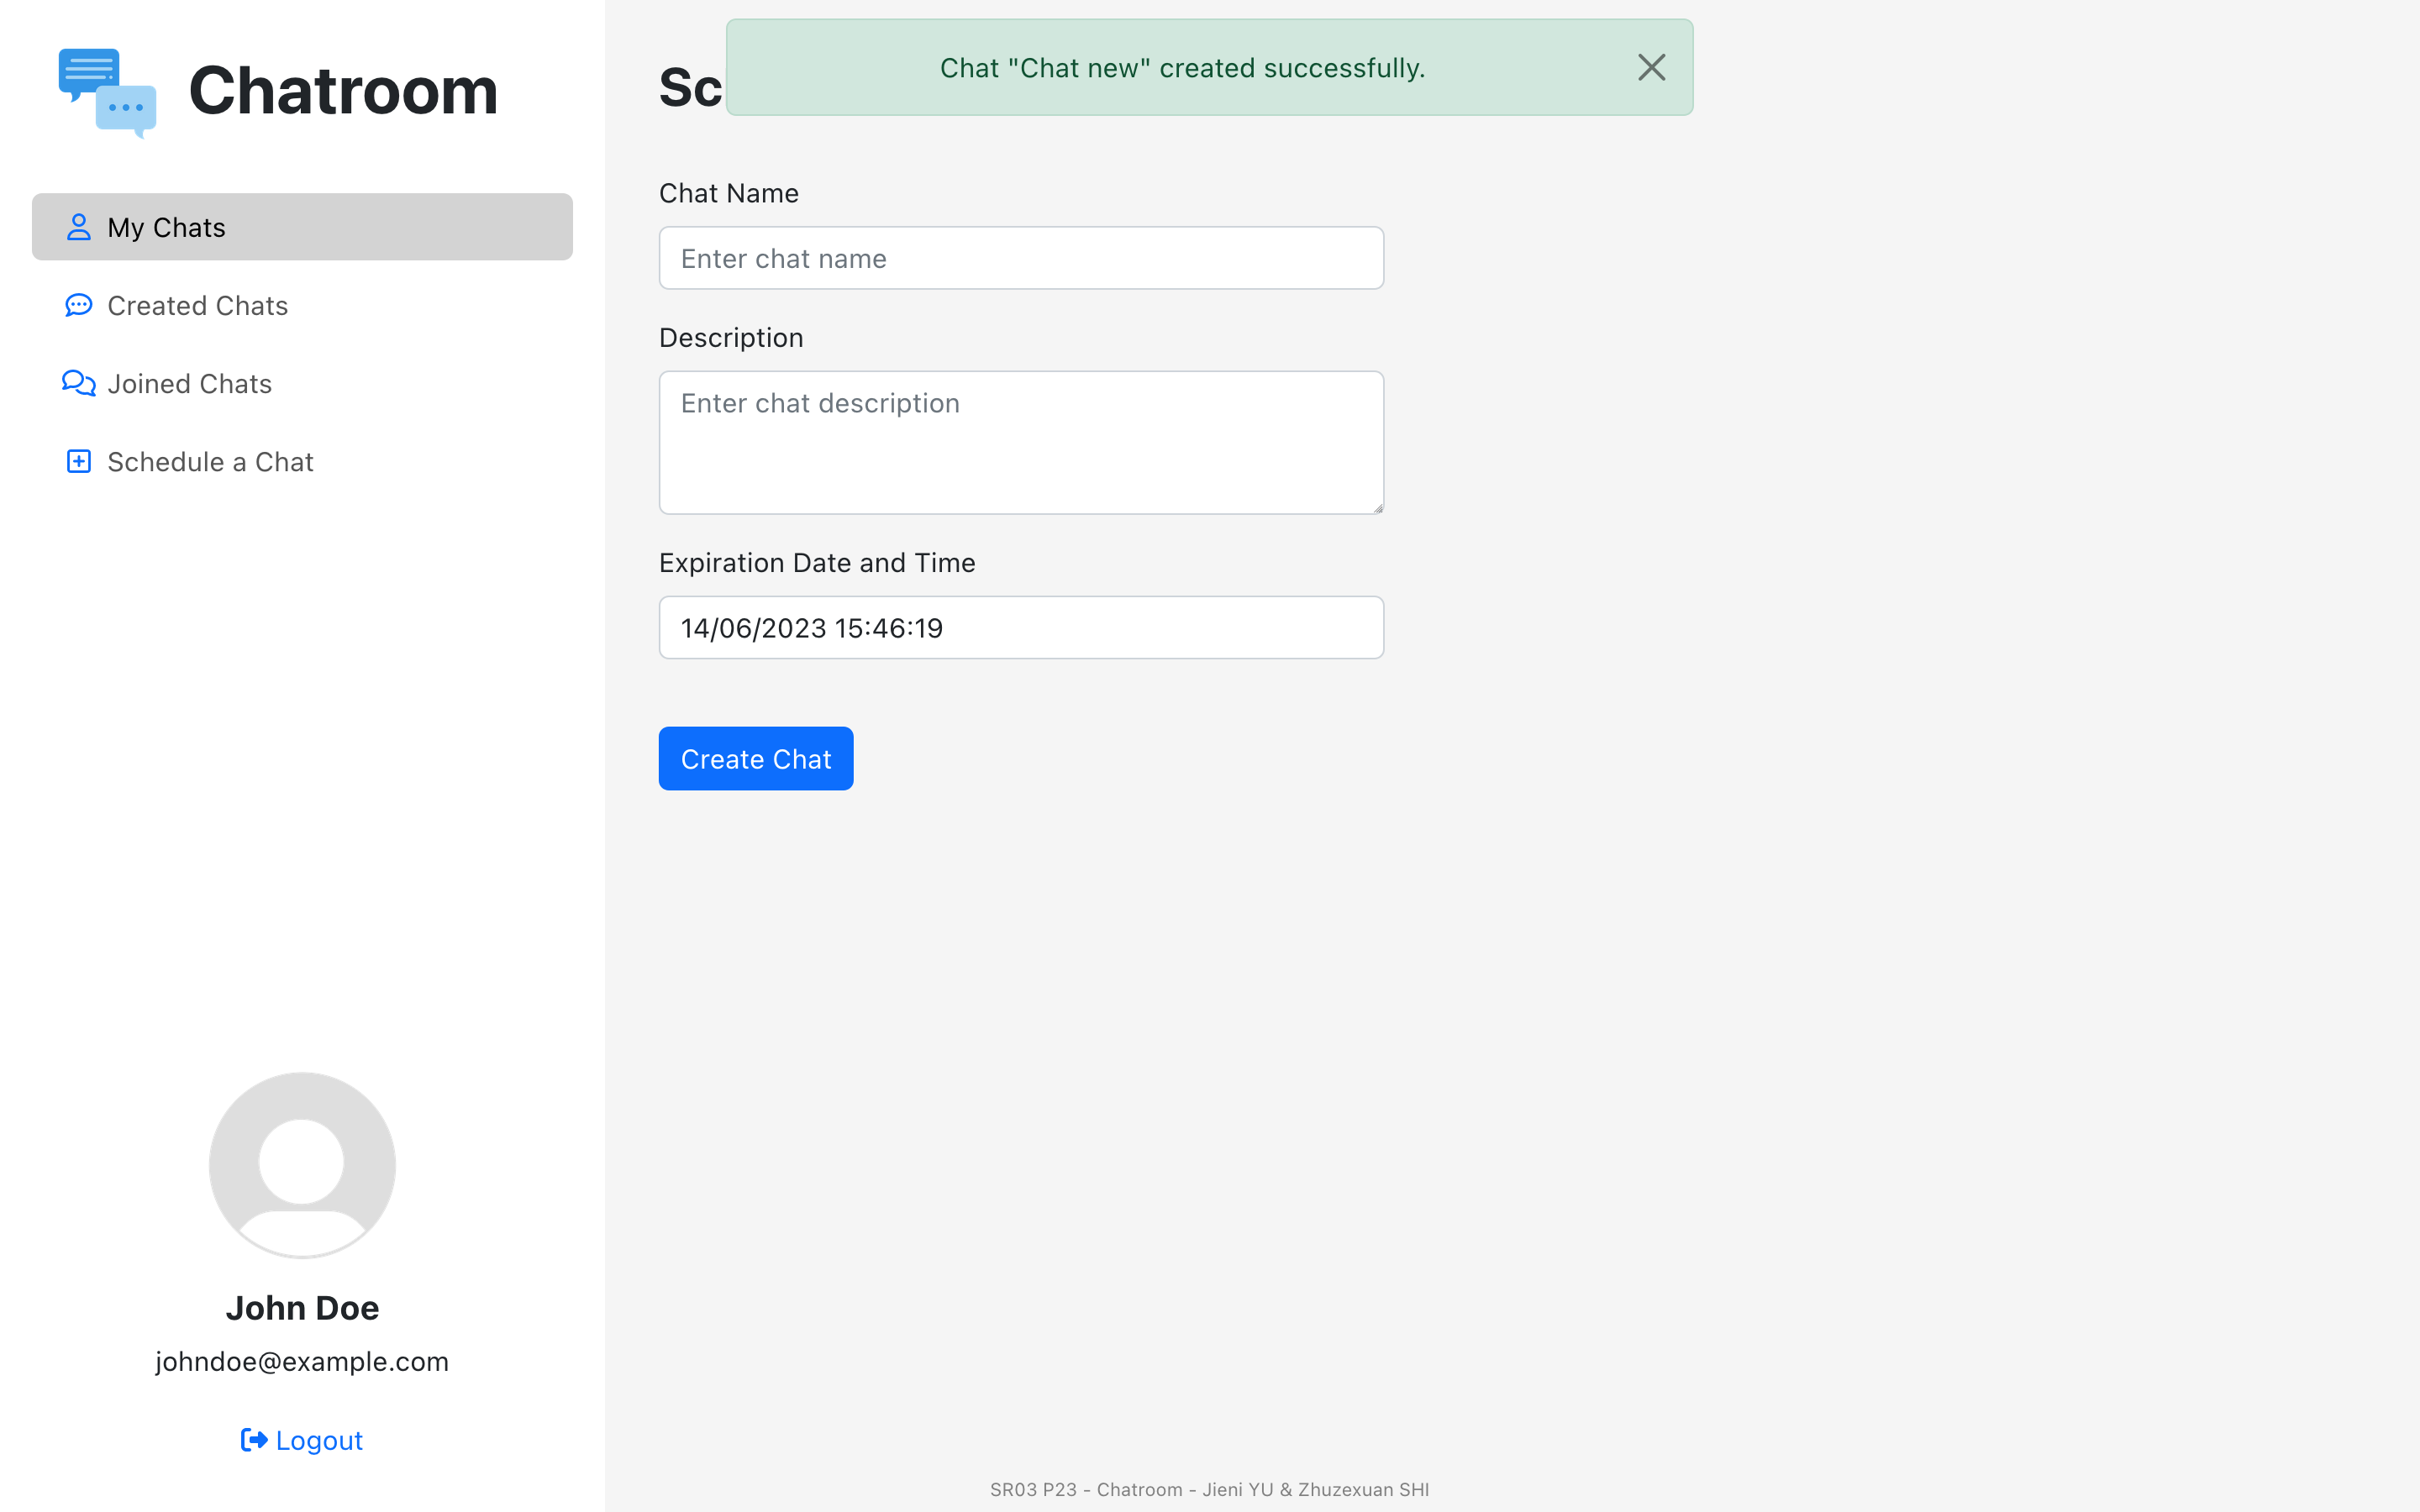 Chatroom
My Chats
Created Chats
Joined Chats
Schedule a Chat
John Doe
johndoe@example.com
Logout
Chat "Chat new" created successfully.
Sc
Chat Name
Enter chat name
Description
Enter chat description
Expiration Date and Time
14/06/2023 15:46:19
Create Chat
SR03 P23 - Chatroom - Jieni YU & Zhuzexuan SHI